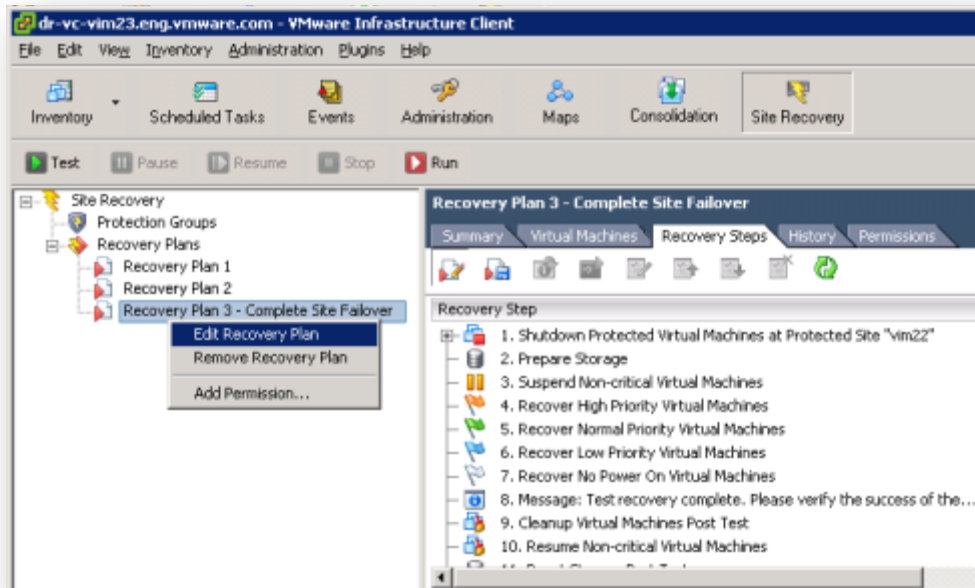 dr-vc-vim23.eng.vmware.com - VMware Infrastructure Client
File Edit View Inventory Administration Plugins Help
Inventory Scheduled Tasks Events Administration Maps Consolidation Site Recovery
Test Pause Resume Stop Run
Site Recovery
Protection Groups
Recovery Plans
Recovery Plan 1
Recovery Plan 2
Recovery Plan 3 - Complete Site Failover
Edit Recovery Plan
Remove Recovery Plan
Add Permission...
Recovery Plan 3 - Complete Site Failover
Summary Virtual Machines Recovery Steps History Permissions
Recovery Step
1. Shutdown Protected Virtual Machines at Protected Site "vim22"
2. Prepare Storage
3. Suspend Non-critical Virtual Machines
4. Recover High Priority Virtual Machines
5. Recover Normal Priority Virtual Machines
6. Recover Low Priority Virtual Machines
7. Recover No Power On Virtual Machines
8. Message: Test recovery complete. Please verify the success of the...
9. Cleanup Virtual Machines Post Test
10. Resume Non-critical Virtual Machines